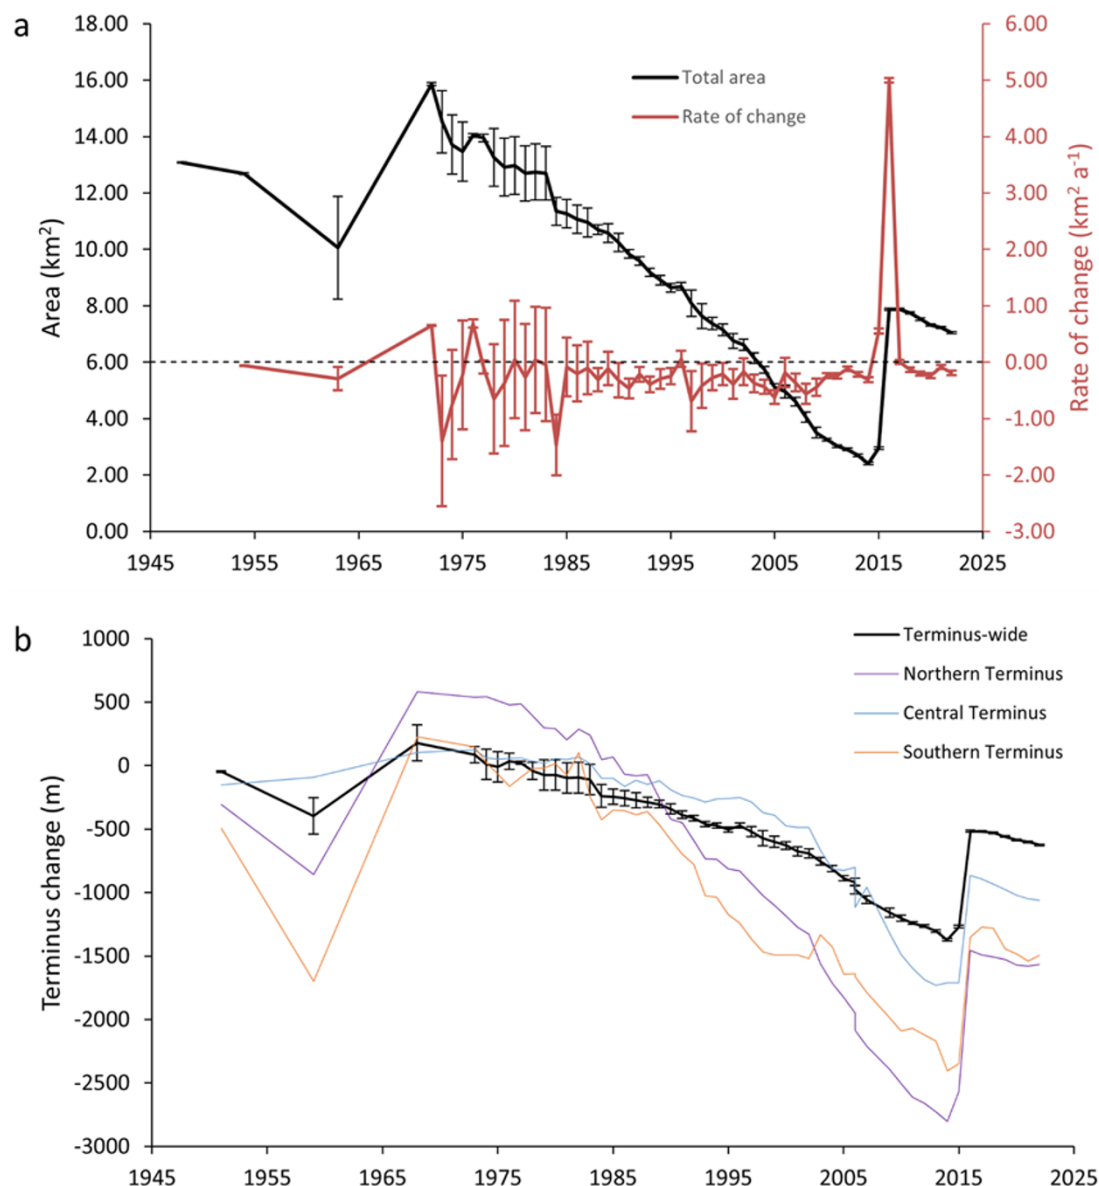 a
18.00
16.00
14.00
12.00
10.00
8.00
6.00
4.00
2.00
0.00
Area (km²)
Total area
Rate of change
6.00
5.00
4.00
3.00
2.00
1.00
0.00
-1.00
-2.00
-3.00
Rate of change (km² a⁻¹)
1945 1955 1965 1975 1985 1995 2005 2015 2025
b
1000
500
0
-500
-1000
-1500
-2000
-2500
-3000
Terminus change (m)
Terminus-wide
Northern Terminus
Central Terminus
Southern Terminus
1945 1955 1965 1975 1985 1995 2005 2015 2025